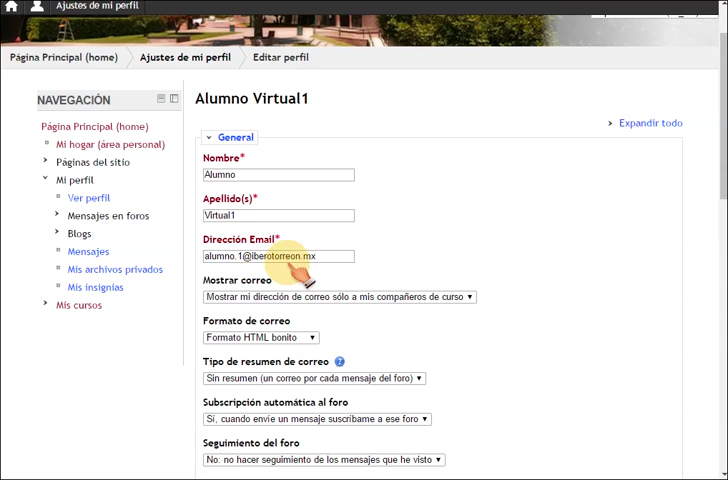 Ajustes de mi perfil
Página Principal (home)
Ajustes de mi perfil
Editar perfil
NAVEGACIÓN
Página Principal (home)
Mi hogar (área personal)
Páginas del sitio
Mi perfil
Ver perfil
Mensajes en foros
Blogs
Mensajes
Mis archivos privados
Mis insignias
Mis cursos
Alumno Virtual1
Expandir todo
General
Nombre*
Alumno
Apellido(s)*
Virtual1
Dirección Email*
alumno.1@iberotorreon.mx
Mostrar correo
Mostrar mi dirección de correo sólo a mis compañeros de curso
Formato de correo
Formato HTML bonito
Tipo de resumen de correo ?
Sin resumen (un correo por cada mensaje del foro)
Subscripción automática al foro
Sí, cuando envíe un mensaje suscríbame a ese foro
Seguimiento del foro
No: no hacer seguimiento de los mensajes que he visto